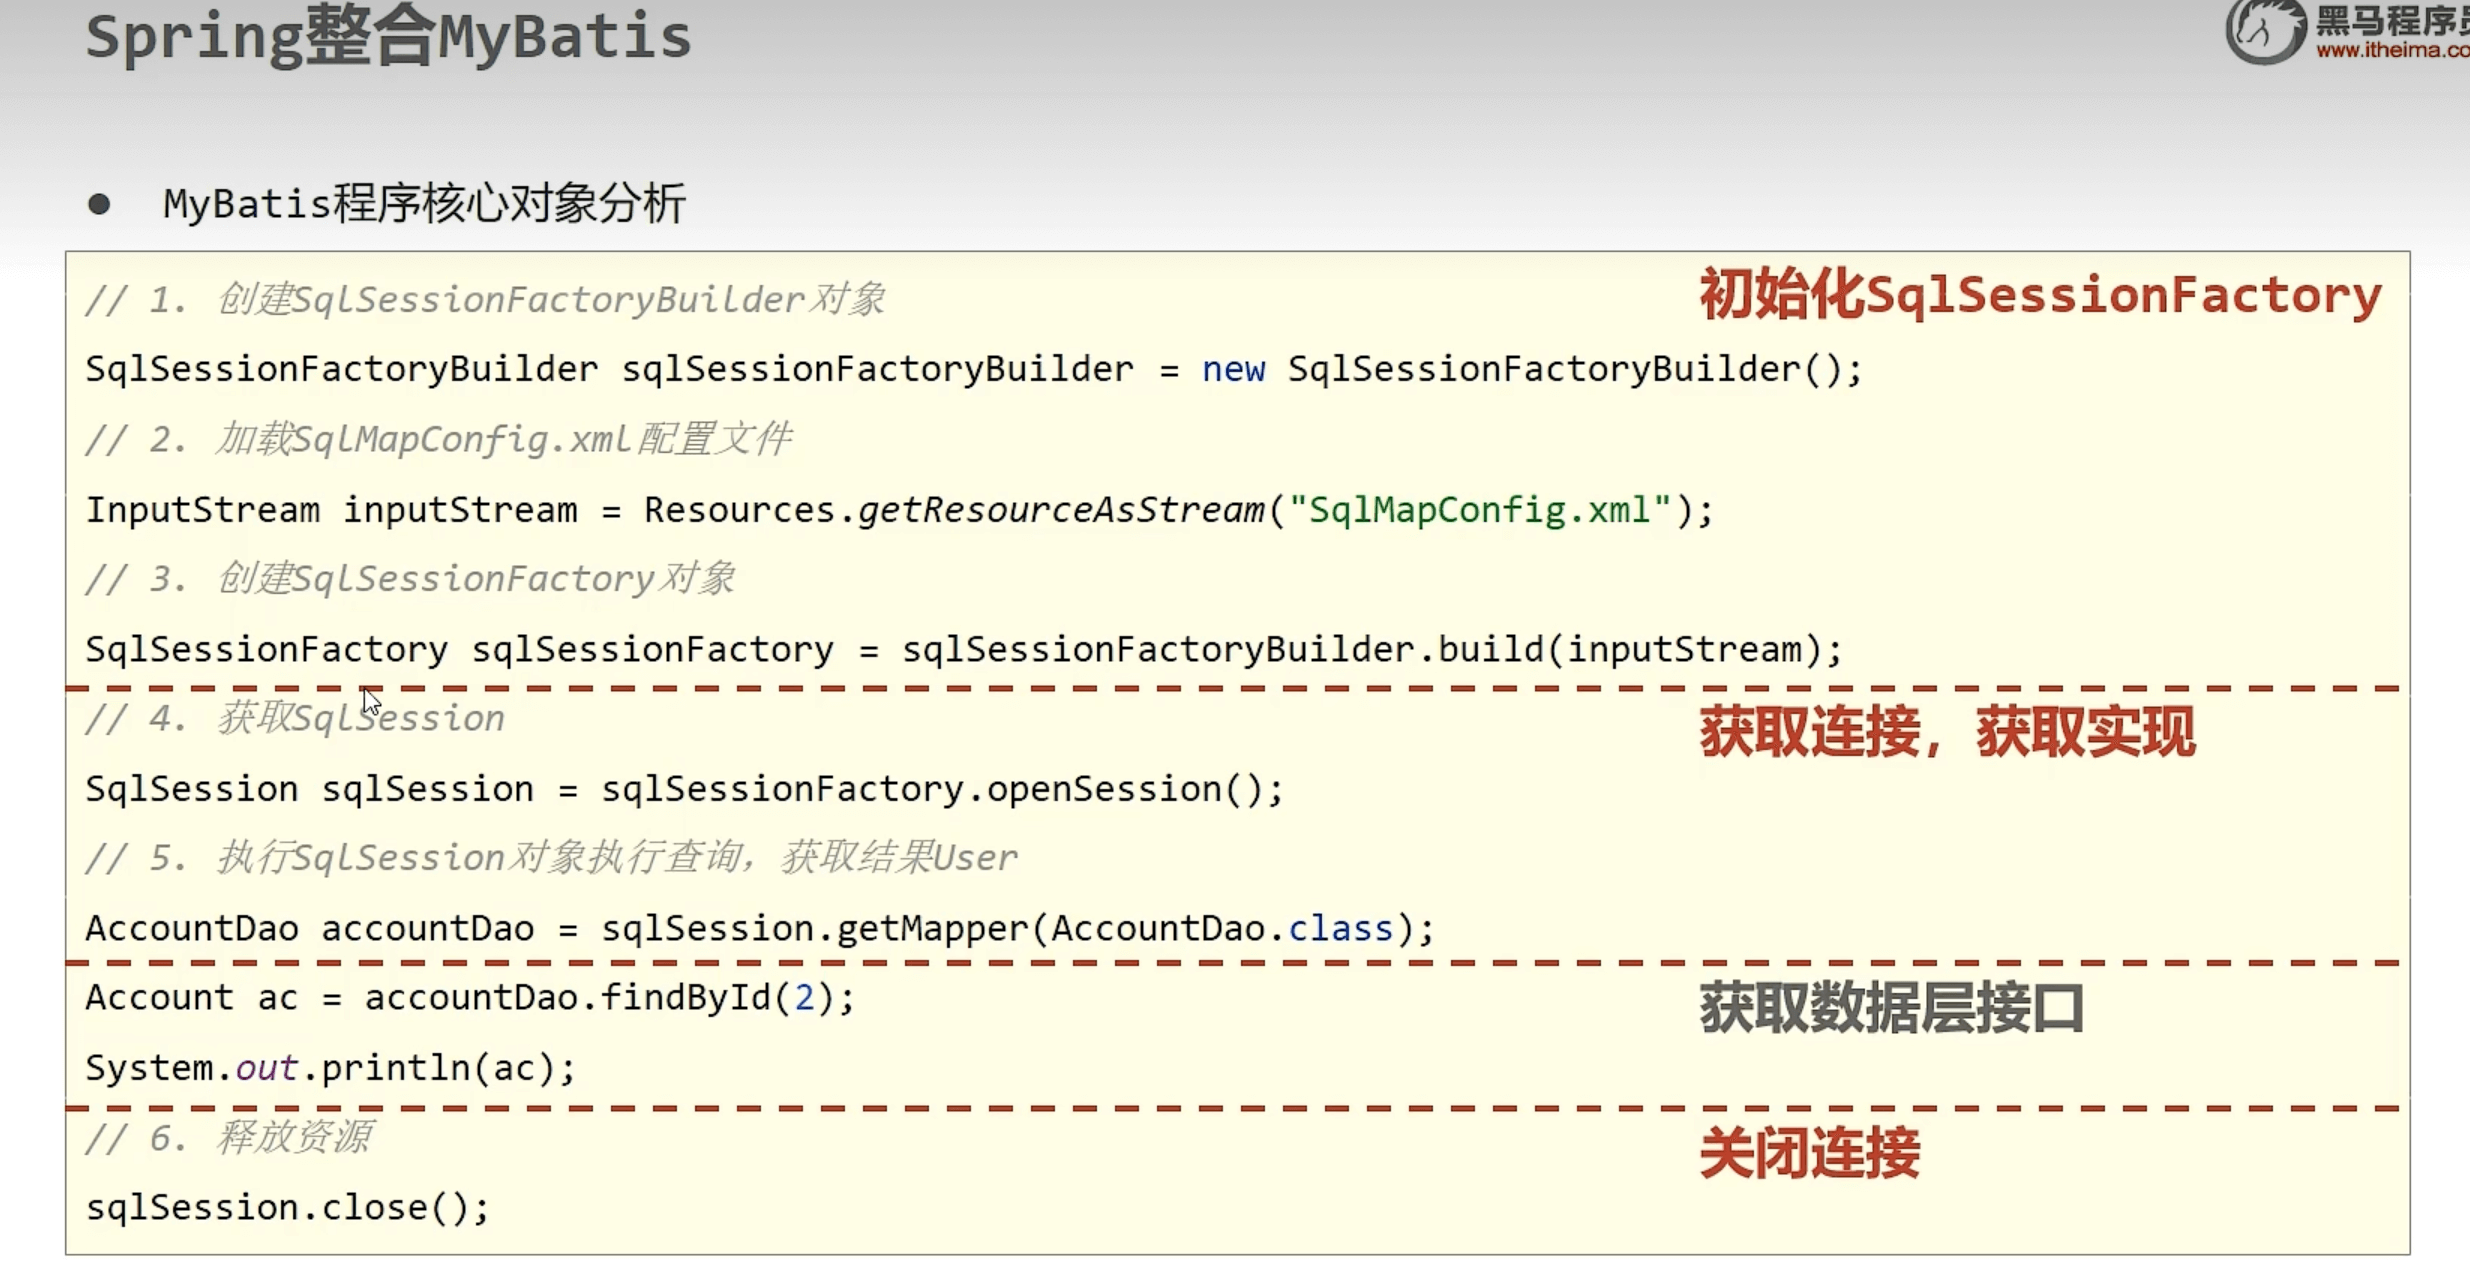 Spring整合MyBatis
黑马程序员
www.itheima.co
● MyBatis程序核心对象分析
// 1. 创建SqlSessionFactoryBuilder对象
初始化SqlSessionFactory
SqlSessionFactoryBuilder sqlSessionFactoryBuilder = new SqlSessionFactoryBuilder();
// 2. 加载SqlMapConfig.xml配置文件
InputStream inputStream = Resources.getResourceAsStream("SqlMapConfig.xml");
// 3. 创建SqlSessionFactory对象
SqlSessionFactory sqlSessionFactory = sqlSessionFactoryBuilder.build(inputStream);
// 4. 获取SqlSession
获取连接，获取实现
SqlSession sqlSession = sqlSessionFactory.openSession();
// 5. 执行SqlSession对象执行查询，获取结果User
AccountDao accountDao = sqlSession.getMapper(AccountDao.class);
Account ac = accountDao.findById(2);
获取数据层接口
System.out.println(ac);
// 6. 释放资源
关闭连接
sqlSession.close();